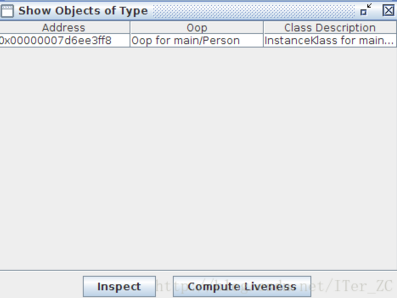 Show Objects of Type
Address Oop Class Description
0x00000007d6ee3ff8 Oop for main/Person InstanceKlass for main...
Inspect Compute Liveness
http://blog.csdn.net/ITer_ZC